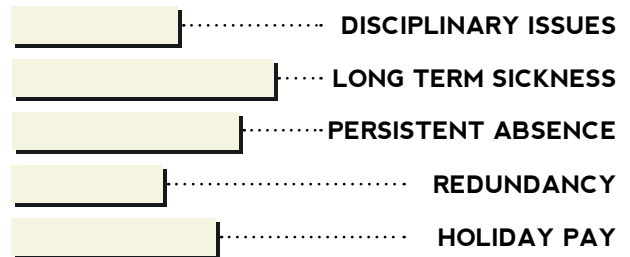 DISCIPLINARY ISSUES
LONG TERM SICKNESS
PERSISTENT ABSENCE
REDUNDANCY
HOLIDAY PAY